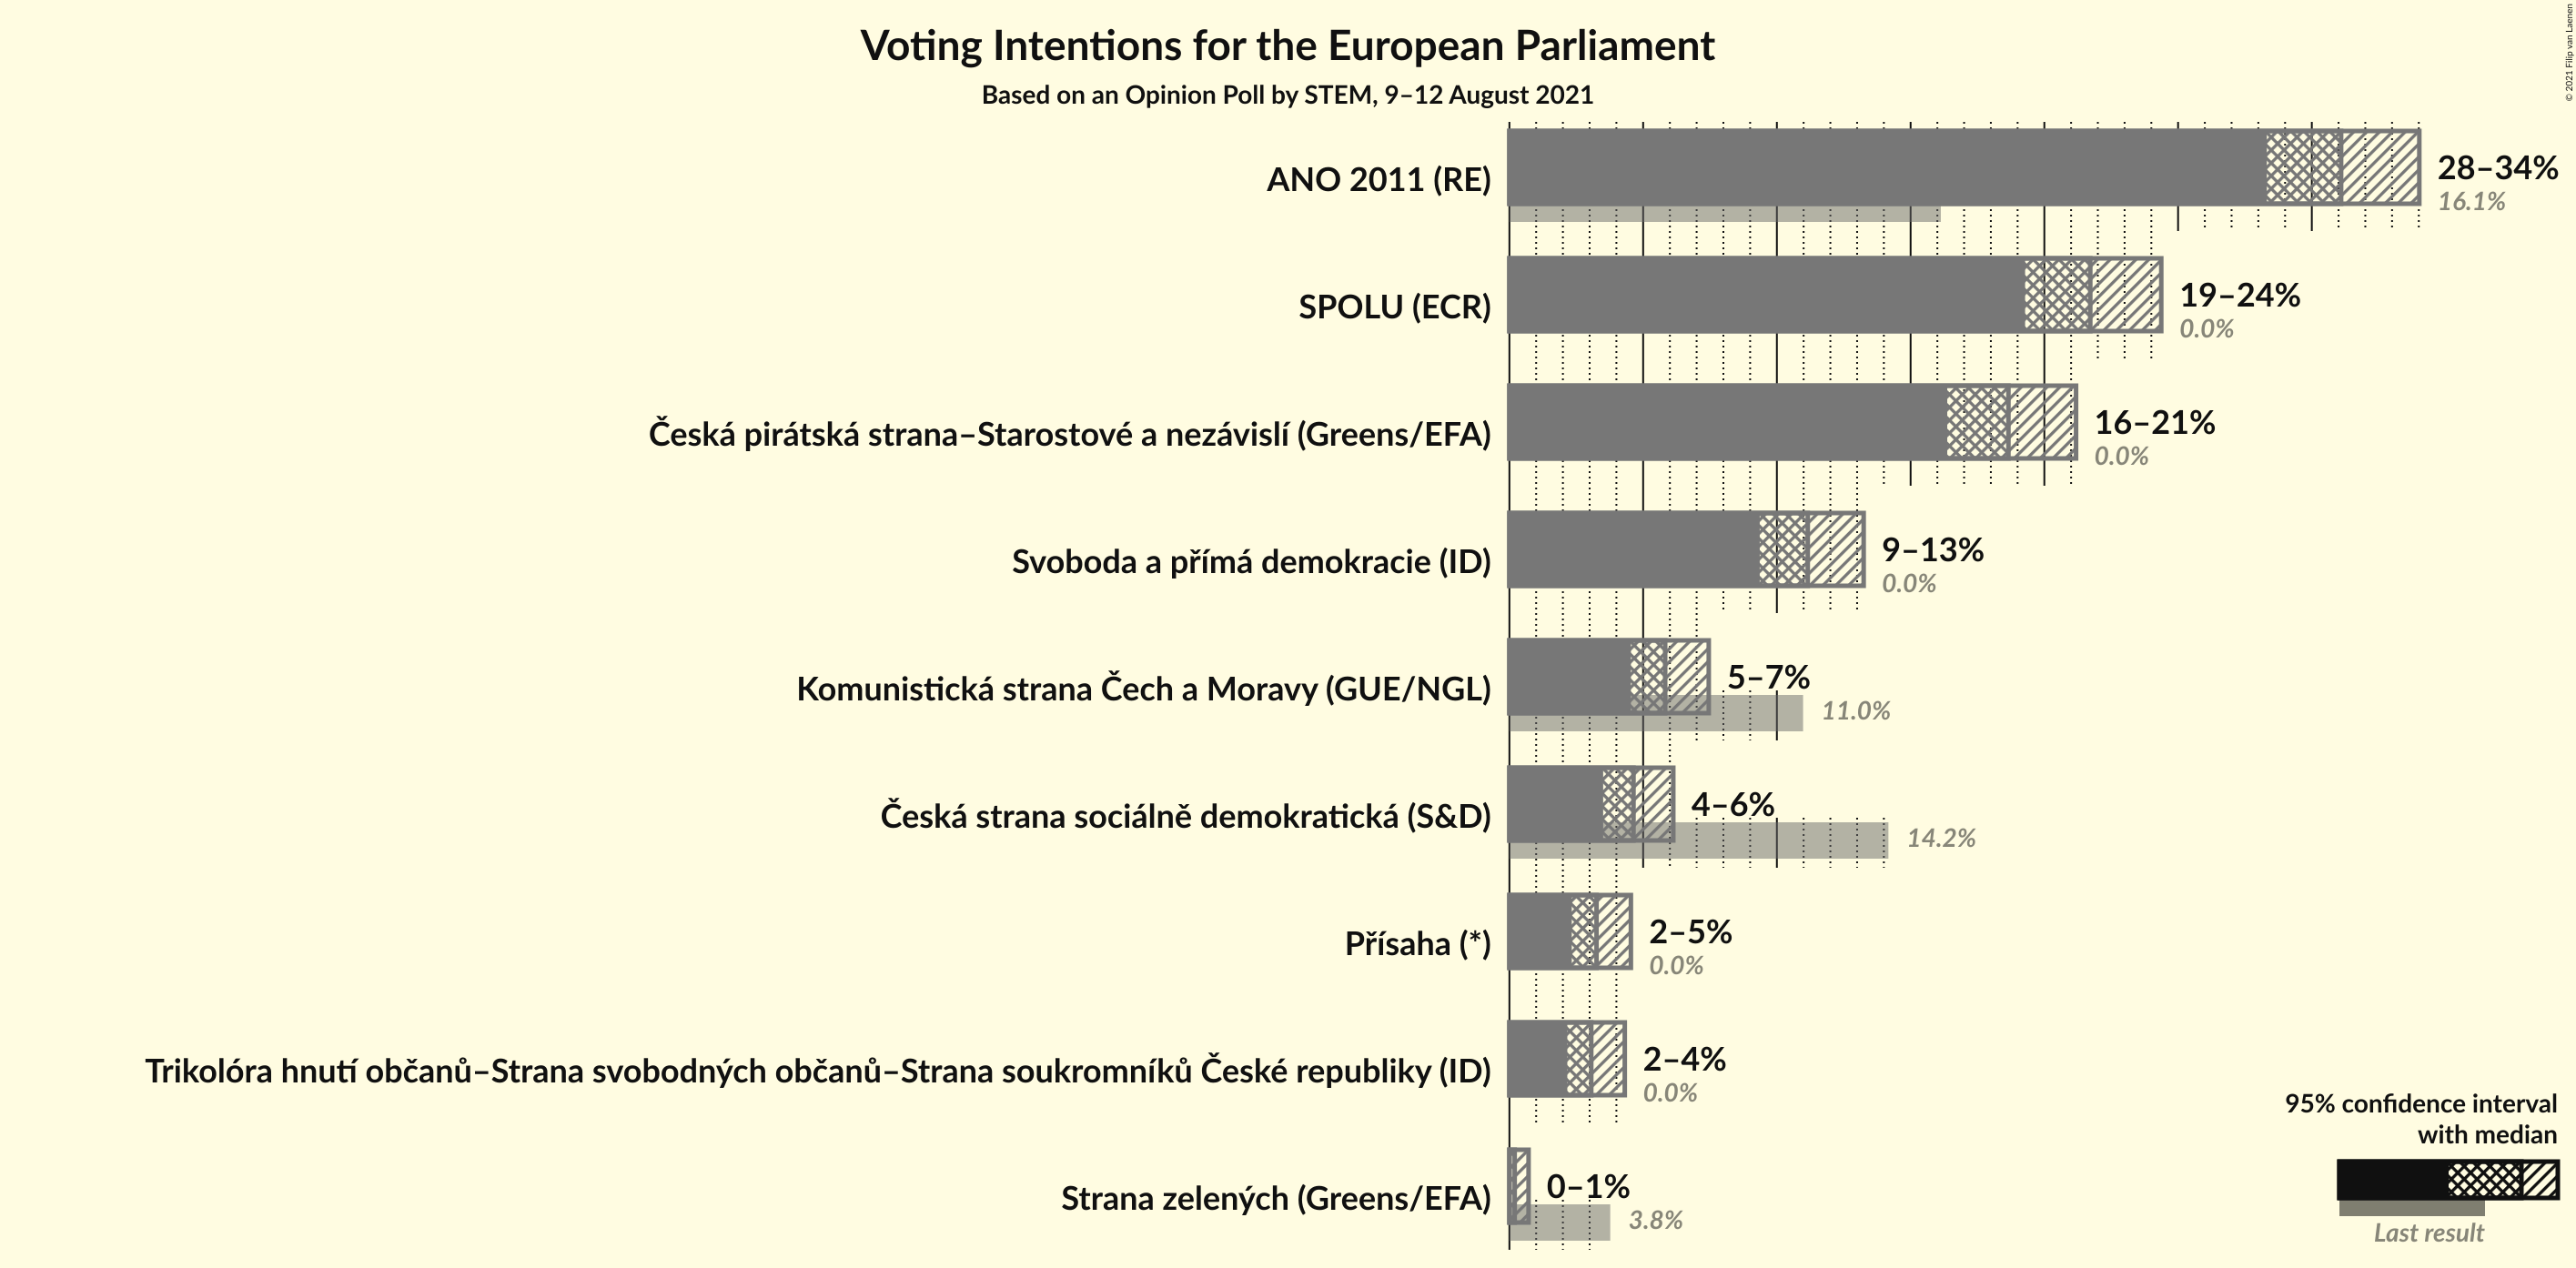 Voting Intentions for the European Parliament
Based on an Opinion Poll by STEM, 9–12 August 2021
© 2021 Filip van Laenen
ANO 2011 (RE)
28–34%
16.1%
SPOLU (ECR)
19–24%
0.0%
Česká pirátská strana–Starostové a nezávislí (Greens/EFA)
16–21%
0.0%
Svoboda a přímá demokracie (ID)
9–13%
0.0%
Komunistická strana Čech a Moravy (GUE/NGL)
5–7%
11.0%
Česká strana sociálně demokratická (S&D)
4–6%
14.2%
Přísaha (*)
2–5%
0.0%
Trikolóra hnutí občanů–Strana svobodných občanů–Strana soukromníků České republiky (ID)
2–4%
0.0%
Strana zelených (Greens/EFA)
0–1%
3.8%
95% confidence interval
with median
Last result